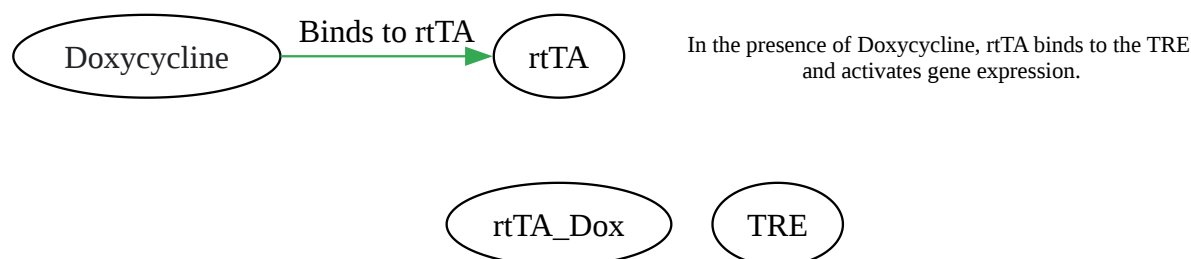 Binds to rtTA
Doxycycline
rtTA
In the presence of Doxycycline, rtTA binds to the TRE
and activates gene expression.
rtTA_Dox
TRE